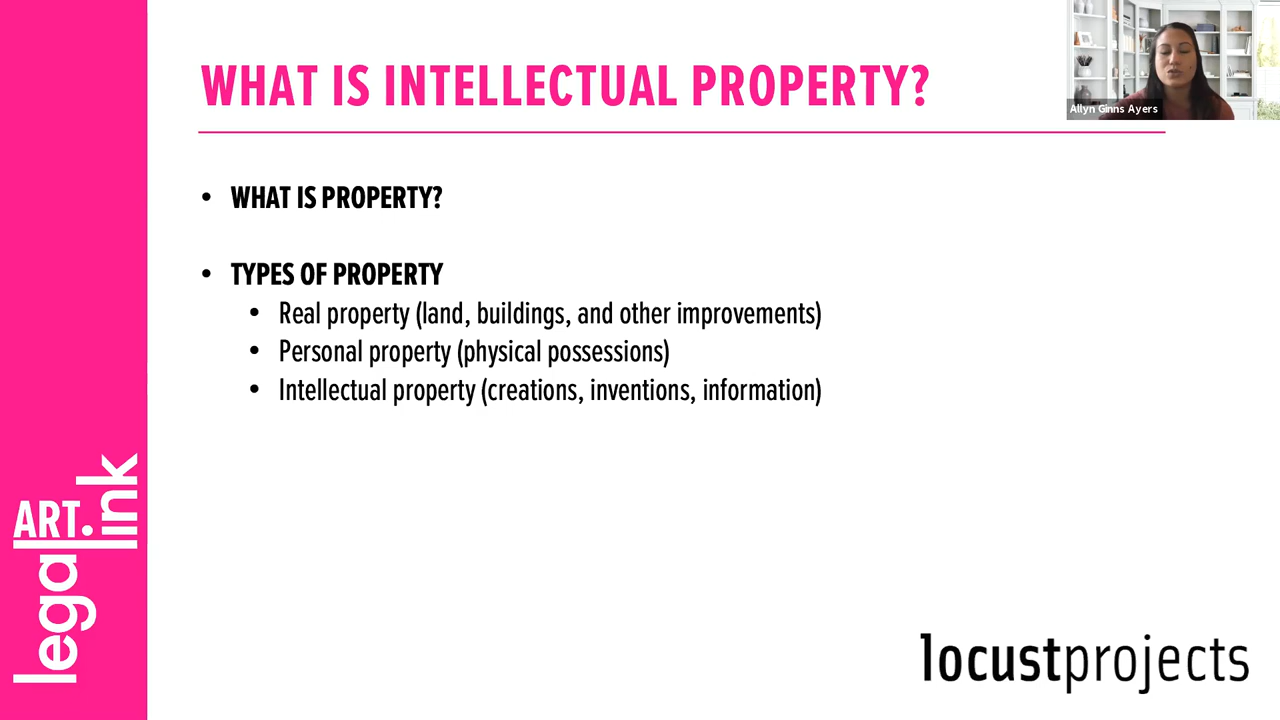 WHAT IS INTELLECTUAL PROPERTY?
Allyn Ginns Ayers
• WHAT IS PROPERTY?
• TYPES OF PROPERTY
• Real property (land, buildings, and other improvements)
• Personal property (physical possessions)
• Intellectual property (creations, inventions, information)
legal
ART.
link
locustprojects